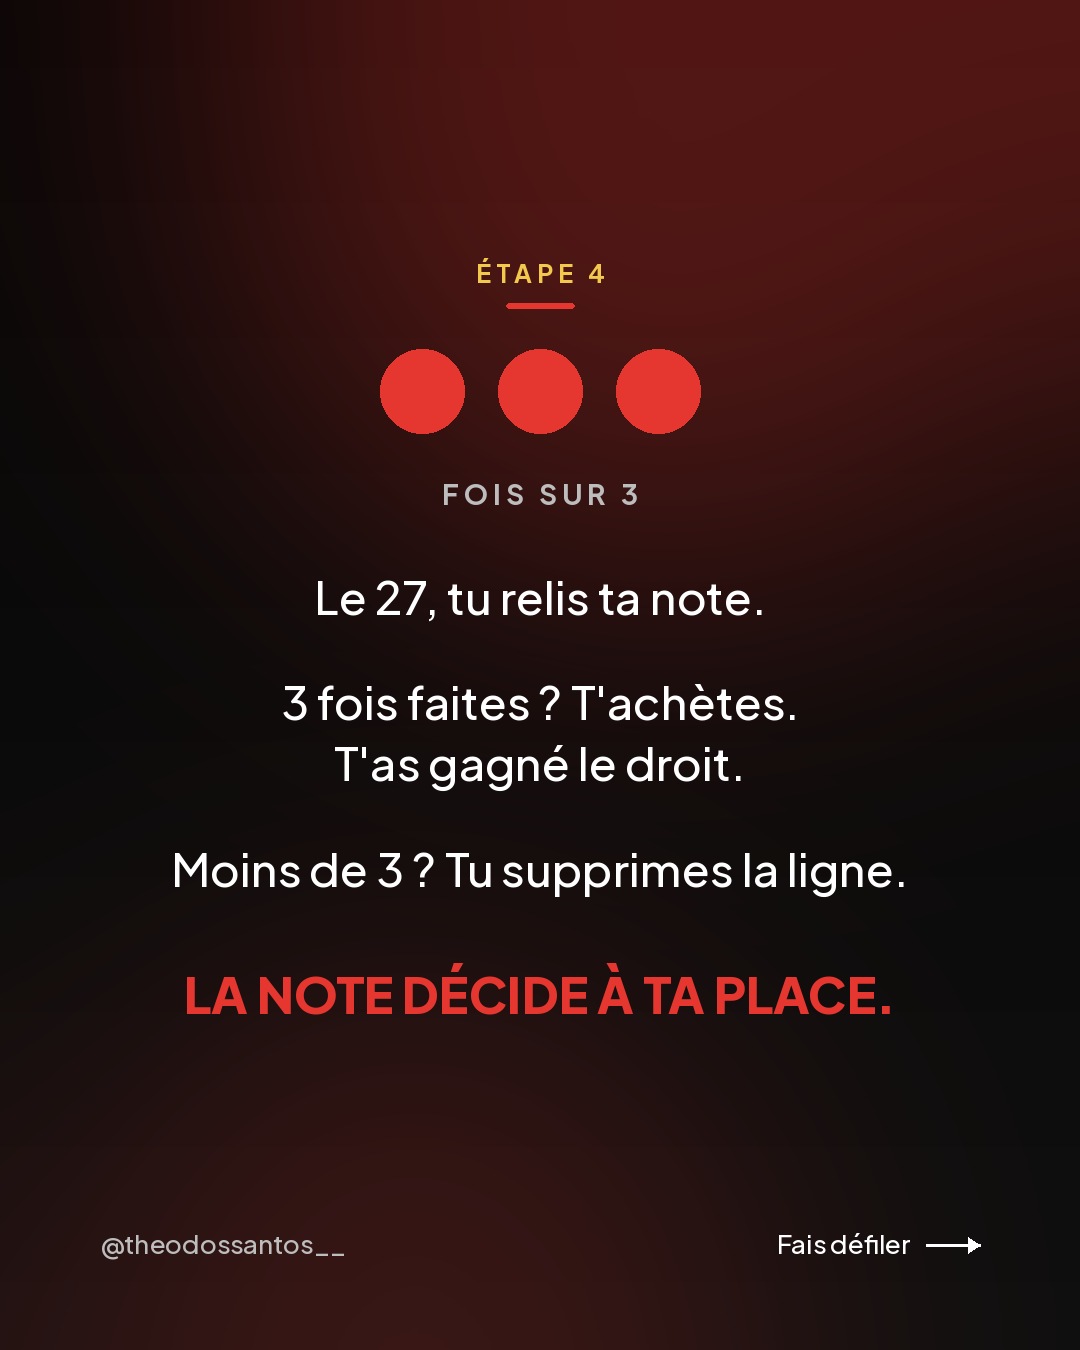 ÉTAPE 4
FOIS SUR 3
Le 27, tu relis ta note.
3 fois faites ? T'achètes.
T'as gagné le droit.
Moins de 3 ? Tu supprimes la ligne.
LA NOTE DÉCIDE À TA PLACE.
@theodossantos__
Fais défiler